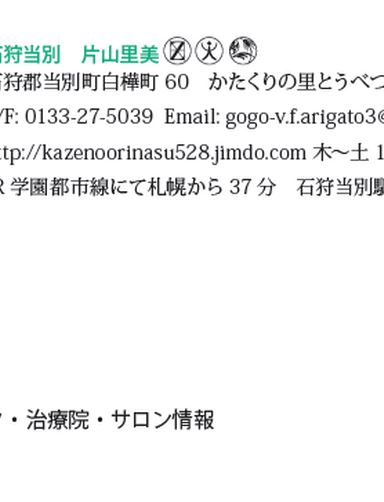 石狩当別　片山里美
石狩郡当別町白樺町 60　かたくりの里とうべつ
/F: 0133-27-5039 Email: gogo-v.f.arigato3@
ttp://kazenoorinasu528.jimdo.com 木〜土 1
R 学園都市線にて札幌から 37 分　石狩当別駅
・治療院・サロン情報